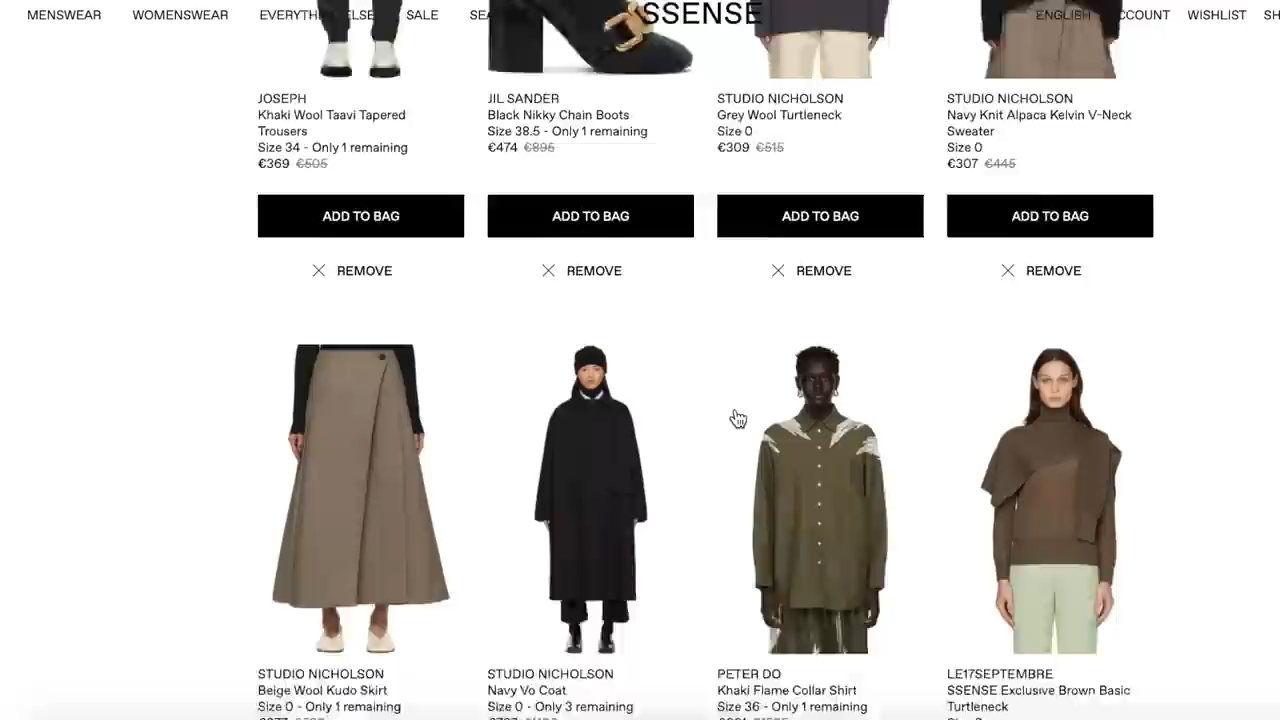 MENSWEAR WOMENSWEAR SALE SSENSE ENGLISH WISHLIST
JOSEPH
Khaki Wool Taavi Tapered
Trousers
Size 34 - Only 1 remaining
€369 €505
JIL SANDER
Black Nikky Chain Boots
Size 38.5 - Only 1 remaining
€474 €895
STUDIO NICHOLSON
Grey Wool Turtleneck
Size 0
€309 €515
STUDIO NICHOLSON
Navy Knit Alpaca Kelvin V-Neck
Sweater
Size 0
€307 €445
ADD TO BAG ADD TO BAG ADD TO BAG ADD TO BAG
REMOVE REMOVE REMOVE REMOVE
STUDIO NICHOLSON
Beige Wool Kudo Skirt
Size 0 - Only 1 remaining
STUDIO NICHOLSON
Navy Vo Coat
Size 0 - Only 3 remaining
PETER DO
Khaki Flame Collar Shirt
Size 36 - Only 1 remaining
LE17SEPTEMBRE
SSENSE Exclusive Brown Basic
Turtleneck